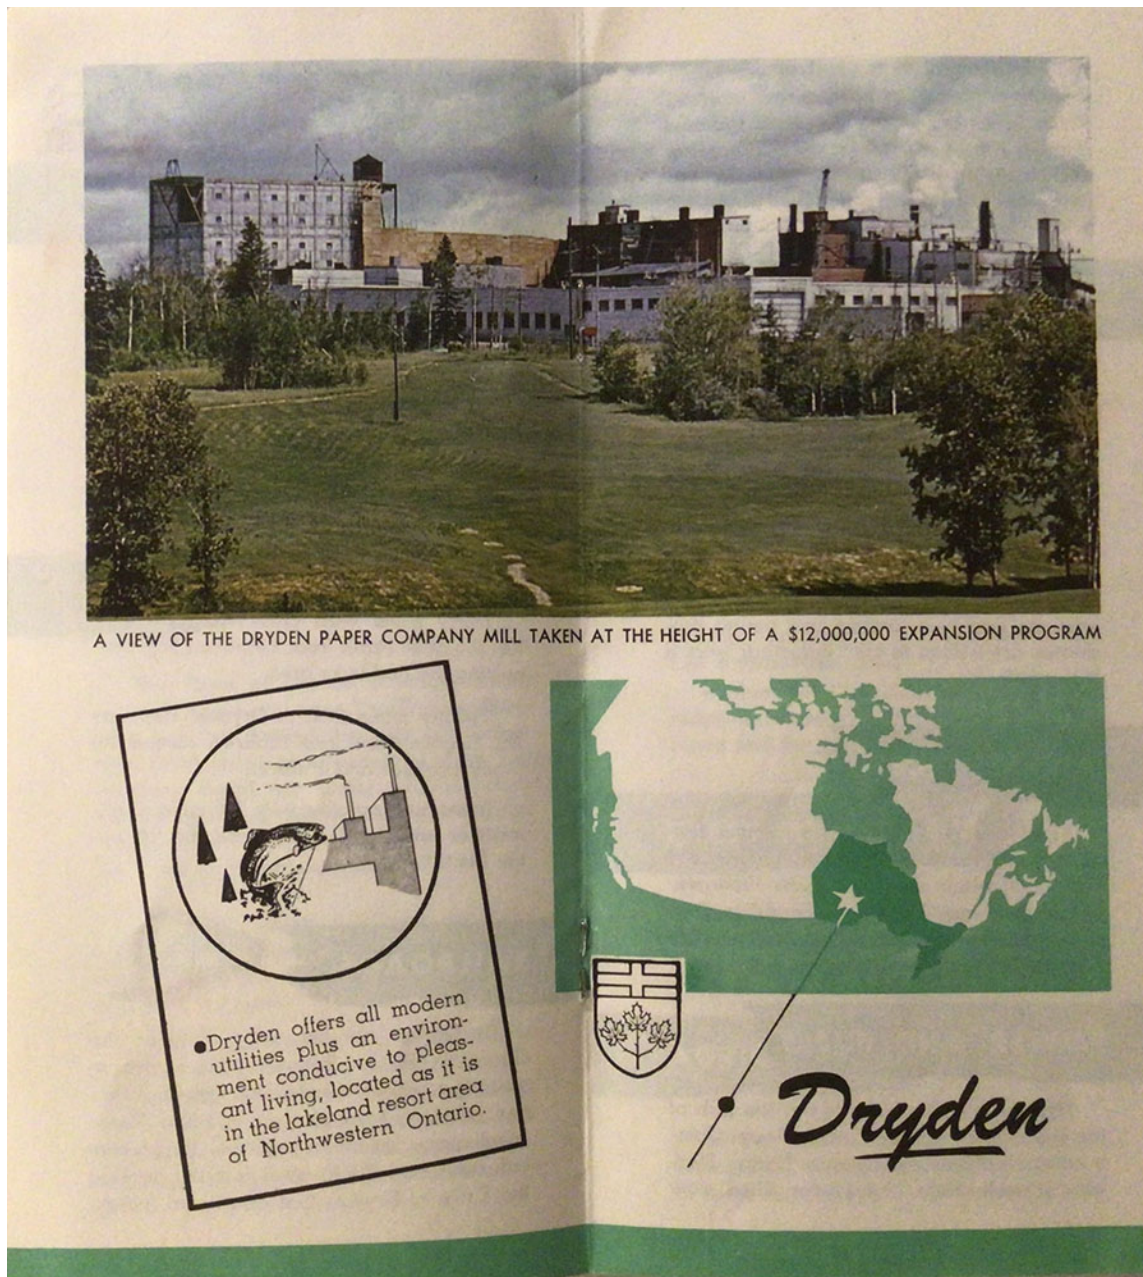 A VIEW OF THE DRYDEN PAPER COMPANY MILL TAKEN AT THE HEIGHT OF A $12,000,000 EXPANSION PROGRAM
●Dryden offers all modern
utilities plus an environ-
ment conducive to pleas-
ant living, located as it is
in the lakeland resort area
of Northwestern Ontario.
Dryden